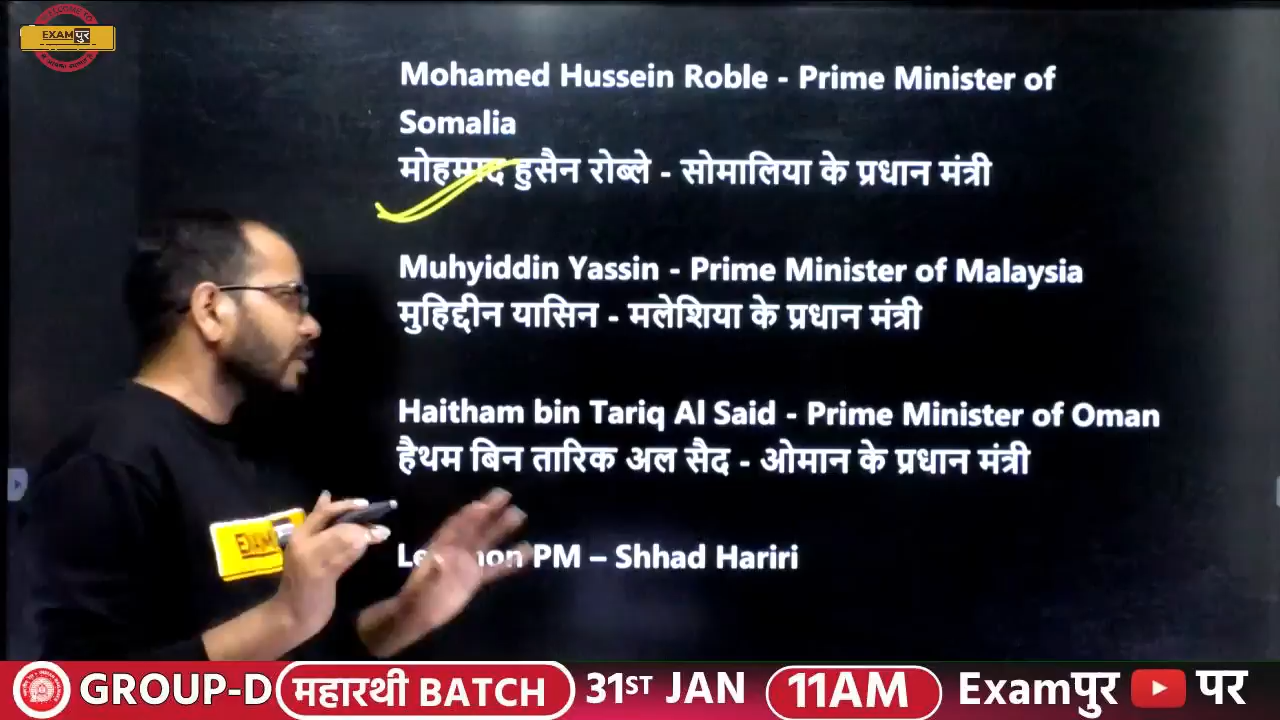 EXAMपुर
Mohamed Hussein Roble - Prime Minister of
Somalia
मोहम्मद हुसैन रोब्ले - सोमालिया के प्रधान मंत्री
Muhyiddin Yassin - Prime Minister of Malaysia
मुहिद्दीन यासिन - मलेशिया के प्रधान मंत्री
Haitham bin Tariq Al Said - Prime Minister of Oman
हैथम बिन तारिक अल सैद - ओमान के प्रधान मंत्री
PM – Shhad Hariri
EXAM
GROUP-D महारथी BATCH 31ST JAN 11AM Examपुर पर